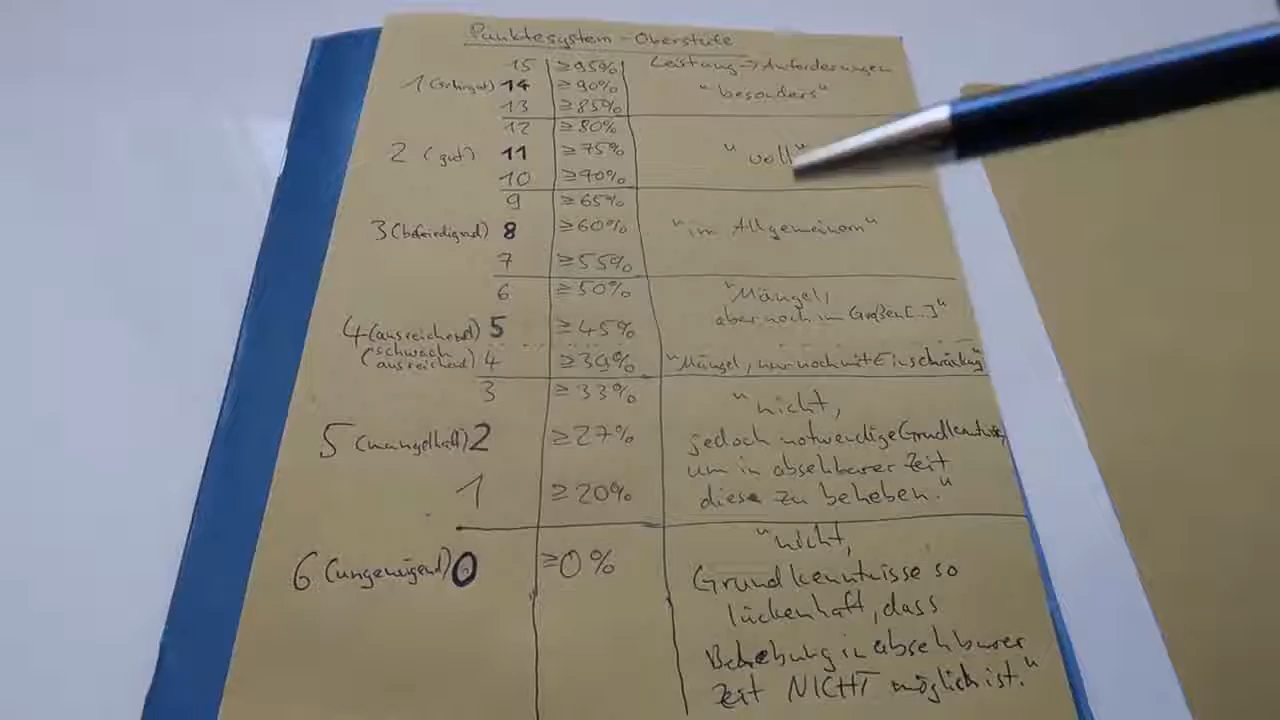 Punktesystem - Oberstufe
15 ≥95% Leistung → Anforderungen
1 (sehr gut) 14 ≥90% "besonders"
13 ≥85%
12 ≥80%
2 (gut) 11 ≥75% "voll"
10 ≥70%
9 ≥65%
3 (befriedigend) 8 ≥60% "im Allgemeinen"
7 ≥55%
6 ≥50% "Mängel,
aber noch im Großen [...]"
4 (ausreichend) 5 ≥45%
(schwach
ausreichend) 4 ≥39% "Mängel, nur noch mit Einschränkung"
3 ≥33% "nicht,
5 (mangelhaft) 2 ≥27% jedoch notwendige Grundkenntnisse,
um in absehbarer Zeit
1 ≥20% diese zu beheben."
"nicht,
6 (ungenügend) 0 ≥0% Grundkenntnisse so
lückenhaft, dass
Behebung in absehbarer
Zeit NICHT möglich ist."